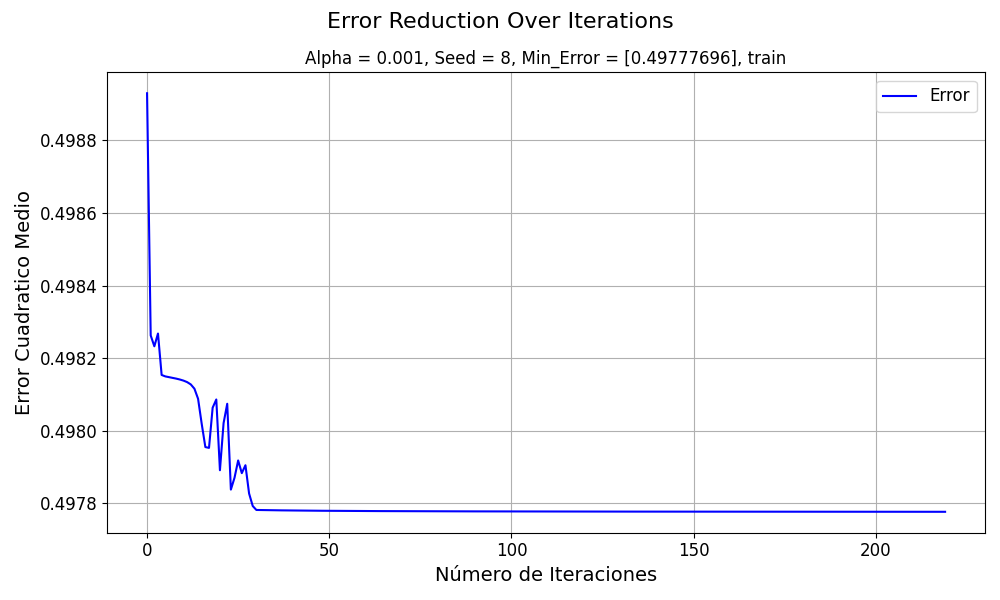 Error Reduction Over Iterations
Alpha = 0.001, Seed = 8, Min_Error = [0.49777696], train
Error
0.4988
0.4986
0.4984
0.4982
0.4980
0.4978
Error Cuadratico Medio
0 50 100 150 200
Número de Iteraciones